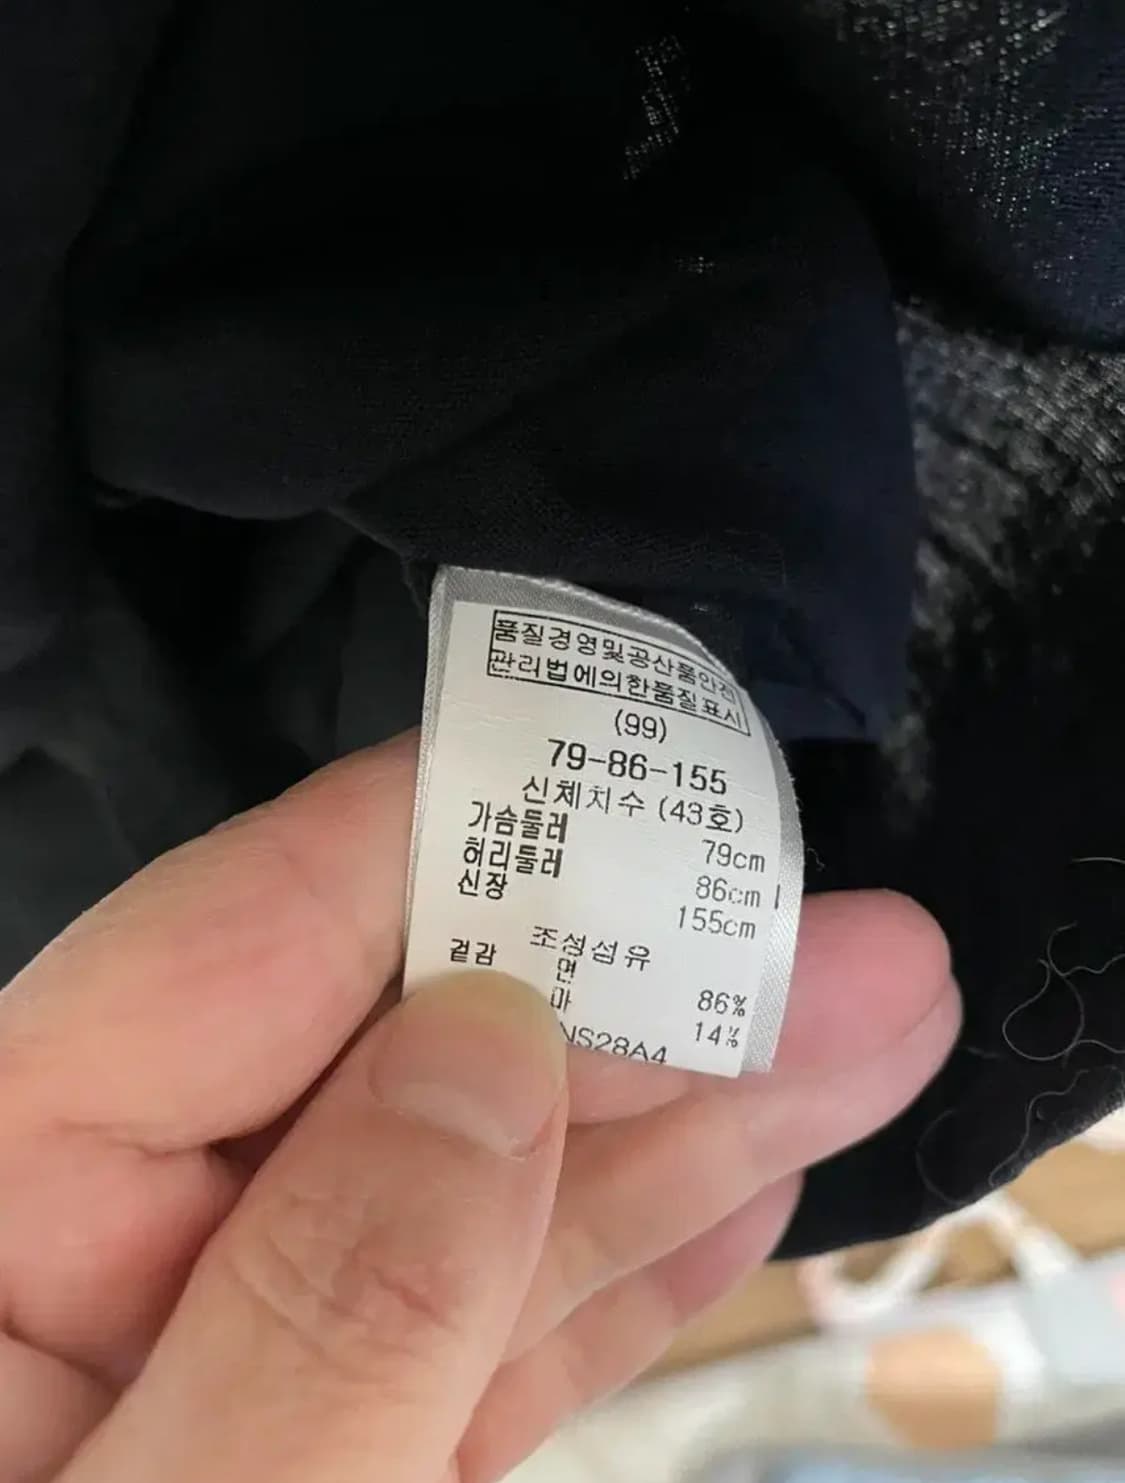 품질경영및공산품안전
관리법에의한품질표시
(99)
79-86-155
신체치수 (43호)
가슴둘레 79cm
허리둘레 86cm
신장 155cm
조성섬유
겉감 면 86%
마 14%
NS28A4